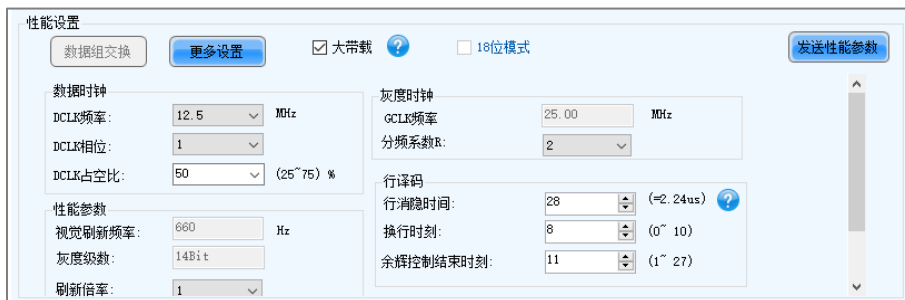 性能设置
数据组交换 更多设置 大带载 18位模式 发送性能参数
数据时钟
DCLK频率: 12.5 MHz
DCLK相位: 1
DCLK占空比: 50 (25~75) %
灰度时钟
GCLK频率 25.00 MHz
分频系数R: 2
行译码
行消隐时间: 28 (=2.24us)
换行时刻: 8 (0~ 10)
余辉控制结束时刻: 11 (1~ 27)
性能参数
视觉刷新频率: 660 Hz
灰度级数: 14Bit
刷新倍率: 1